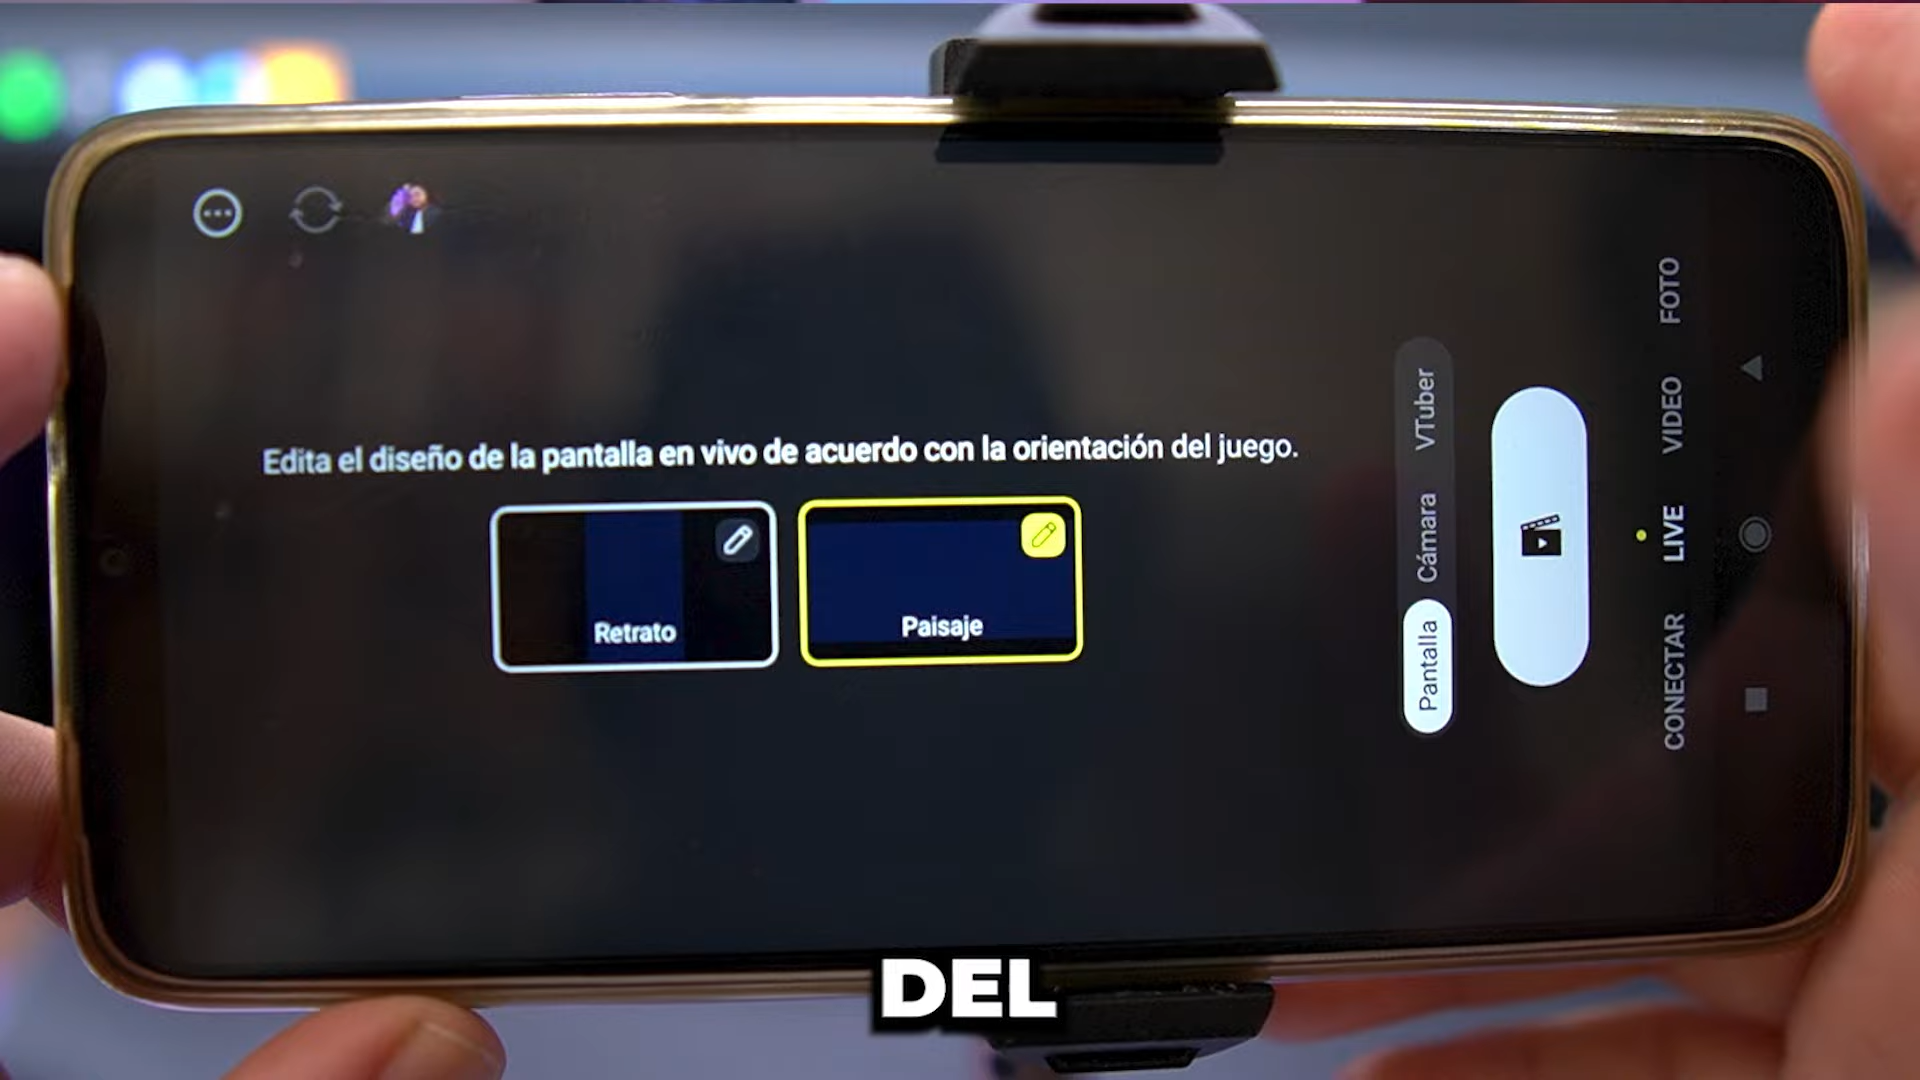 Edita el diseño de la pantalla en vivo de acuerdo con la orientación del juego.
Retrato
Paisaje
Pantalla Cámara VTuber
CONECTAR LIVE VIDEO FOTO
DEL